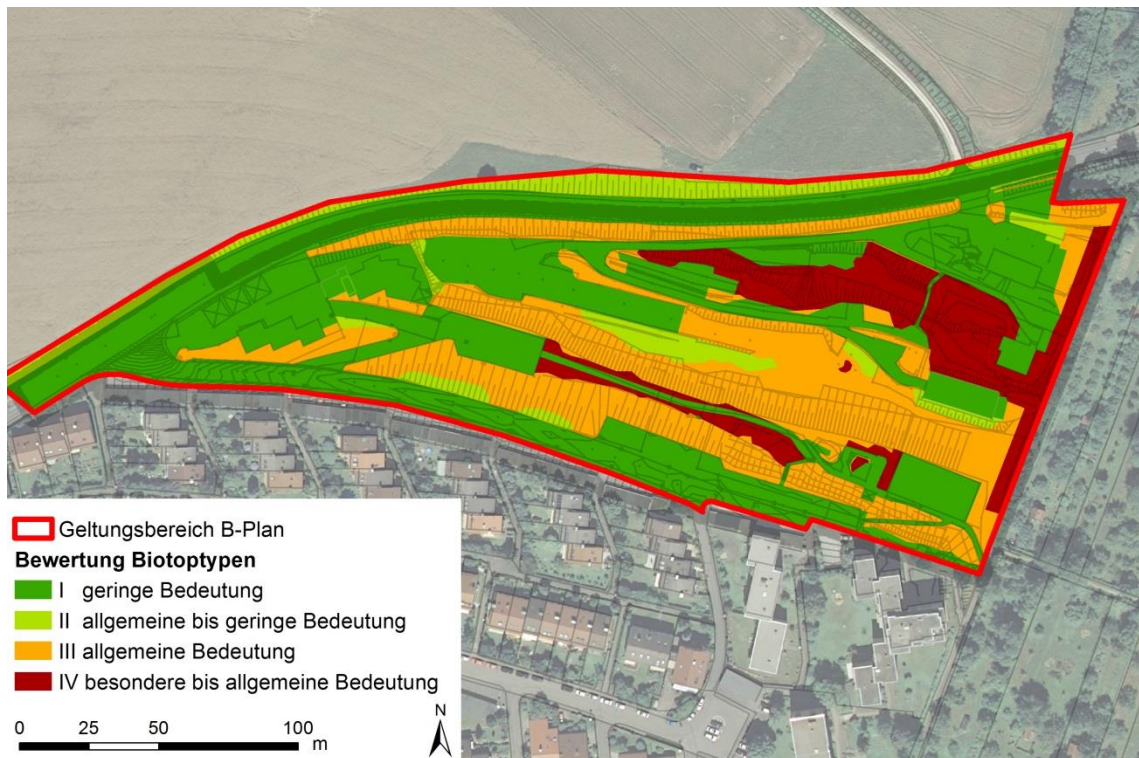 Geltungsbereich B-Plan
Bewertung Biotoptypen
I geringe Bedeutung
II allgemeine bis geringe Bedeutung
III allgemeine Bedeutung
IV besondere bis allgemeine Bedeutung
0 25 50 100
m
N